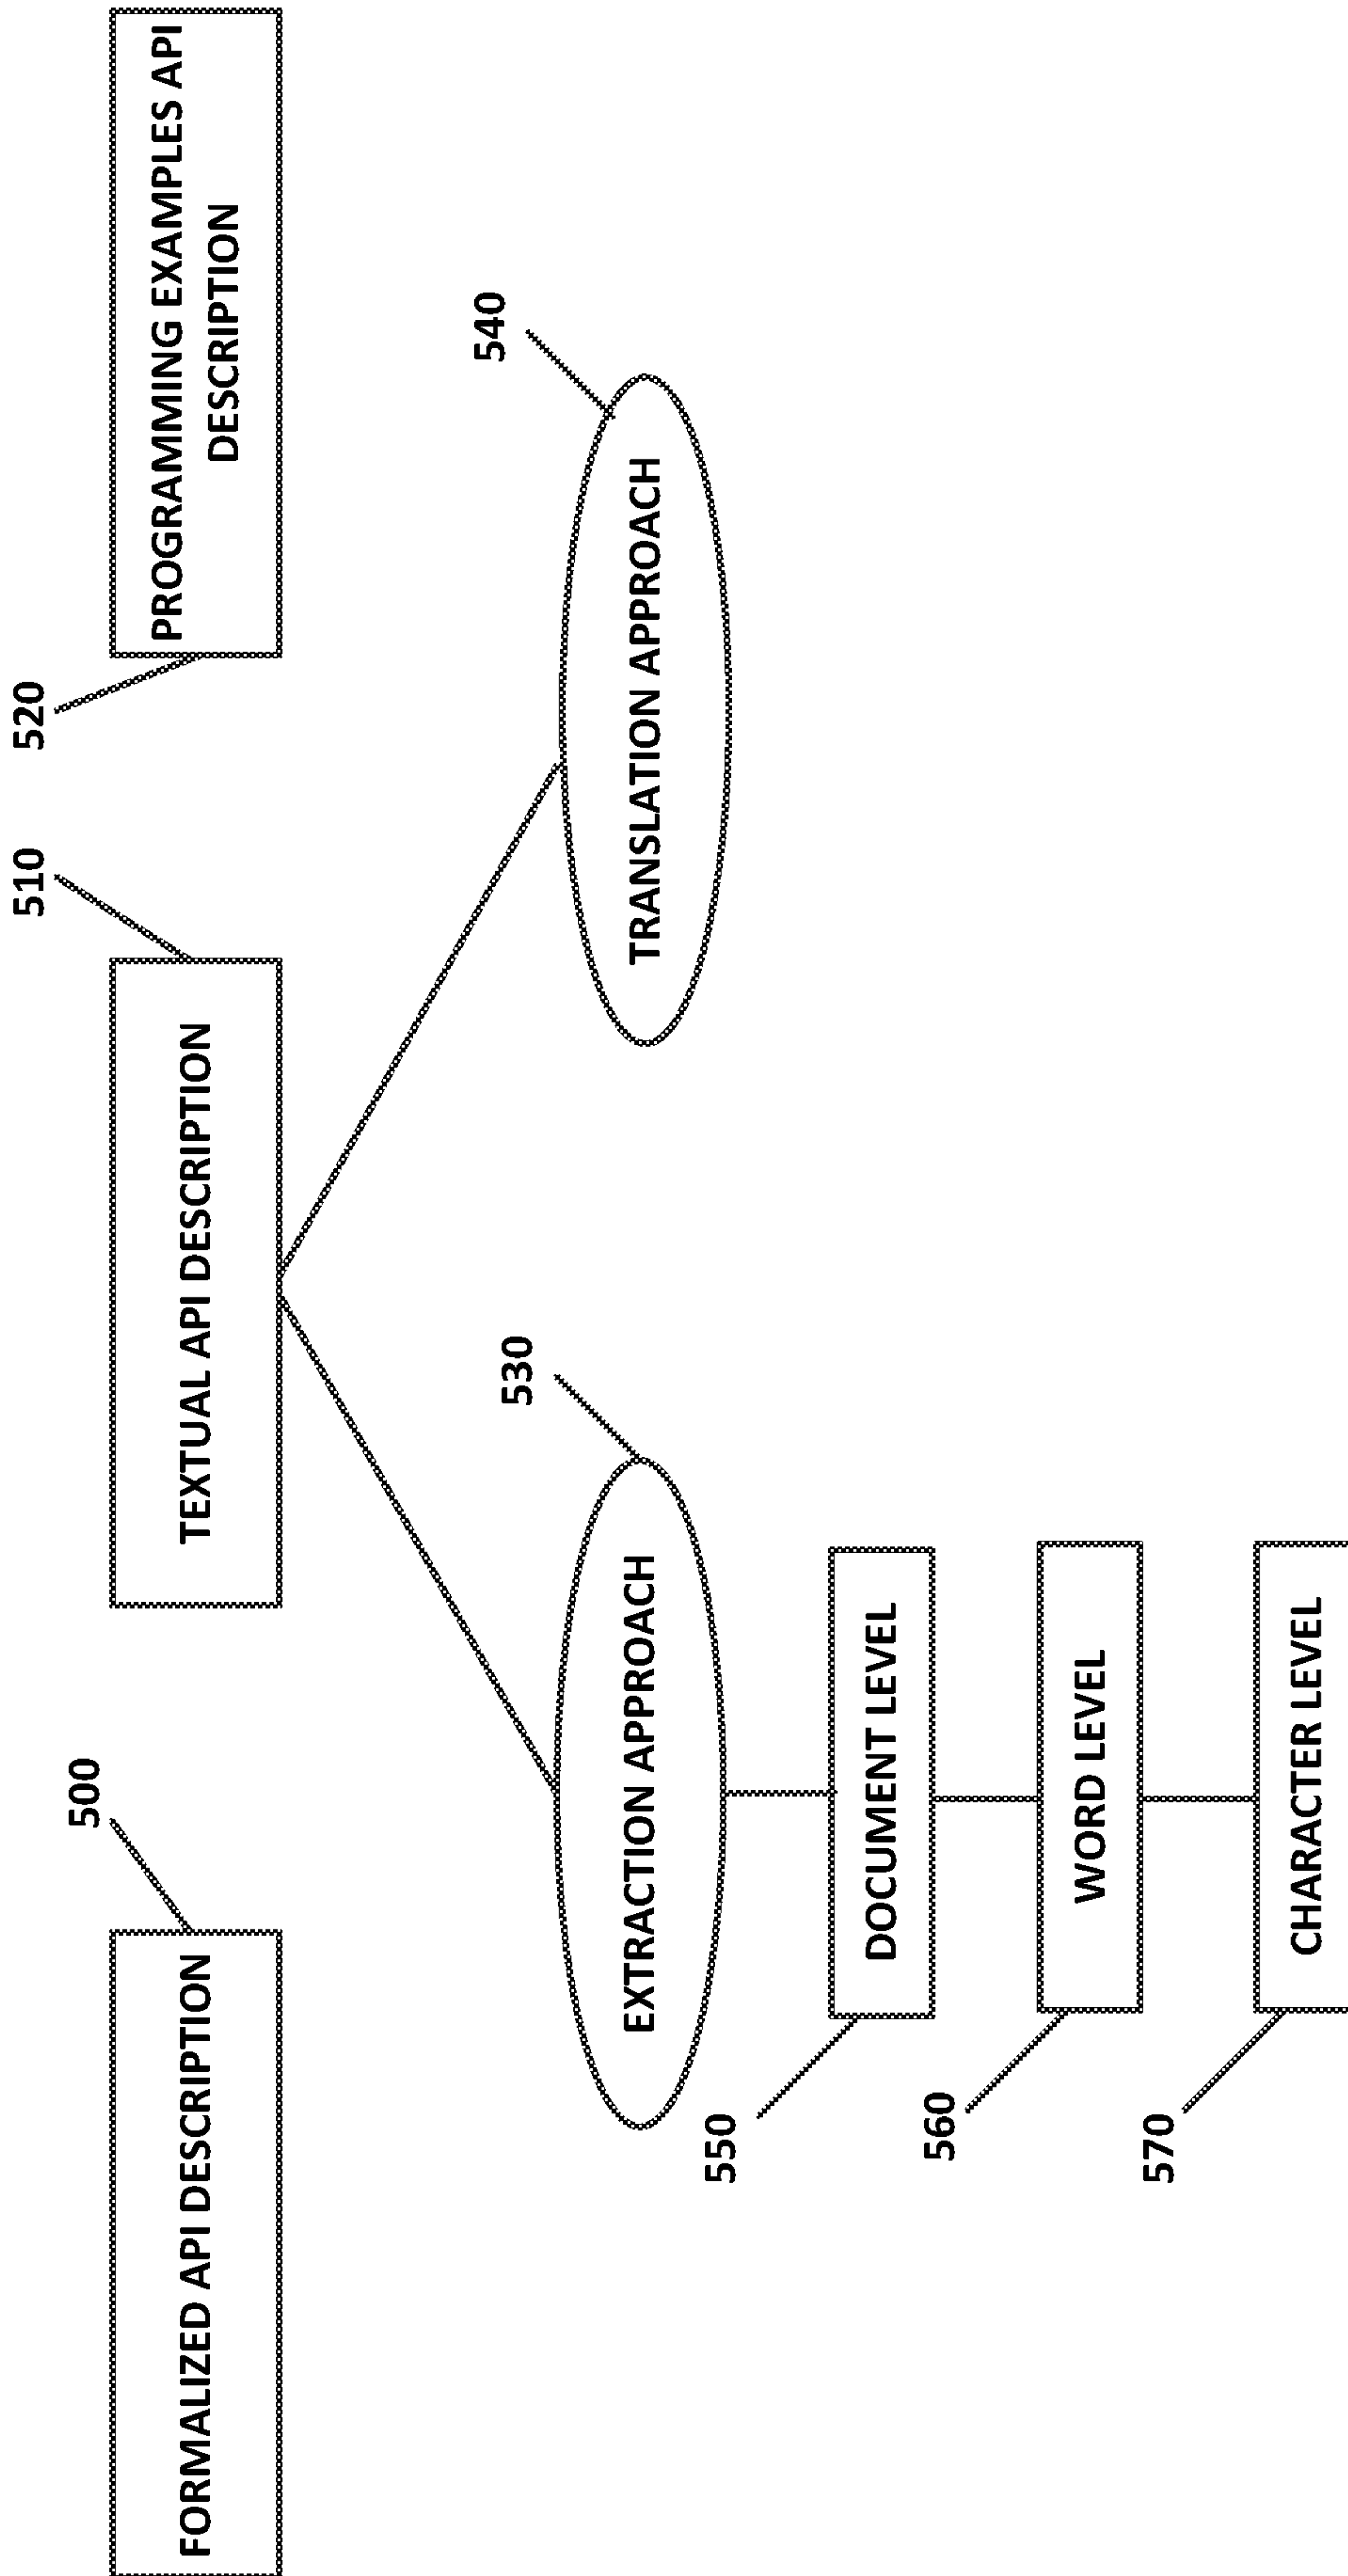 500
FORMALIZED API DESCRIPTION
510
TEXTUAL API DESCRIPTION
520
PROGRAMMING EXAMPLES API
DESCRIPTION
530
EXTRACTION APPROACH
540
TRANSLATION APPROACH
550
DOCUMENT LEVEL
560
WORD LEVEL
570
CHARACTER LEVEL